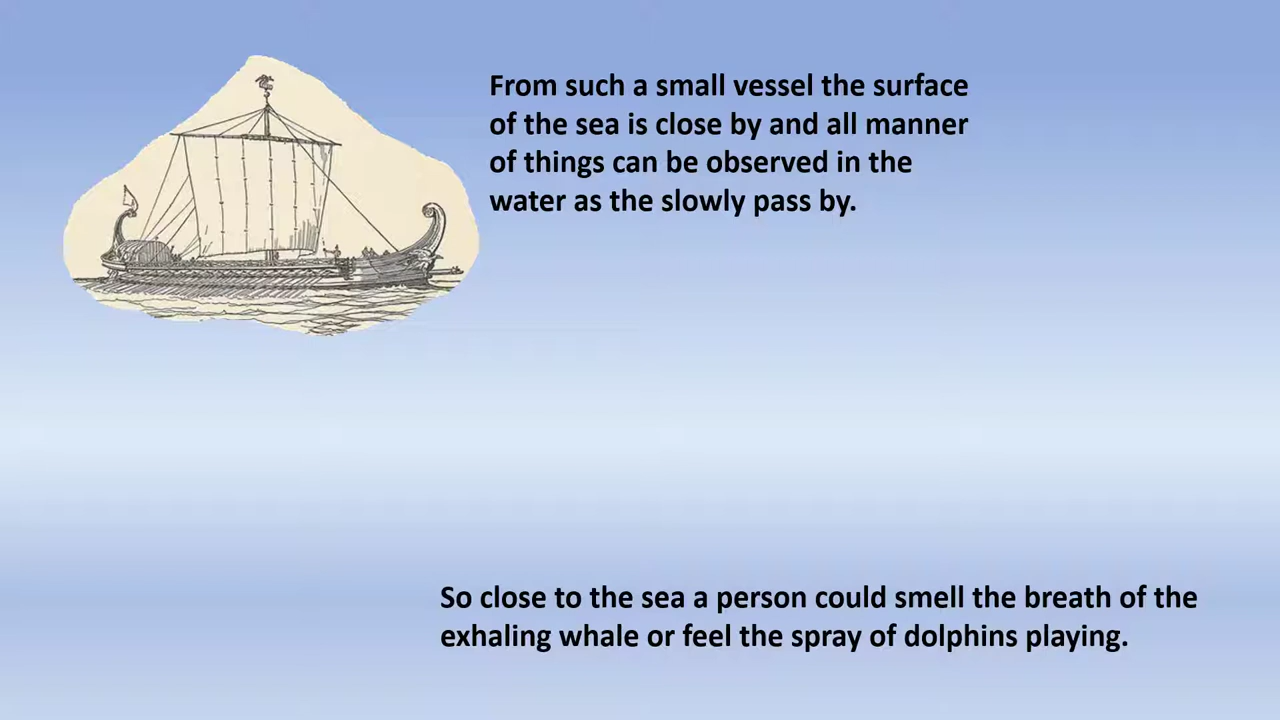 From such a small vessel the surface
of the sea is close by and all manner
of things can be observed in the
water as the slowly pass by.
So close to the sea a person could smell the breath of the
exhaling whale or feel the spray of dolphins playing.